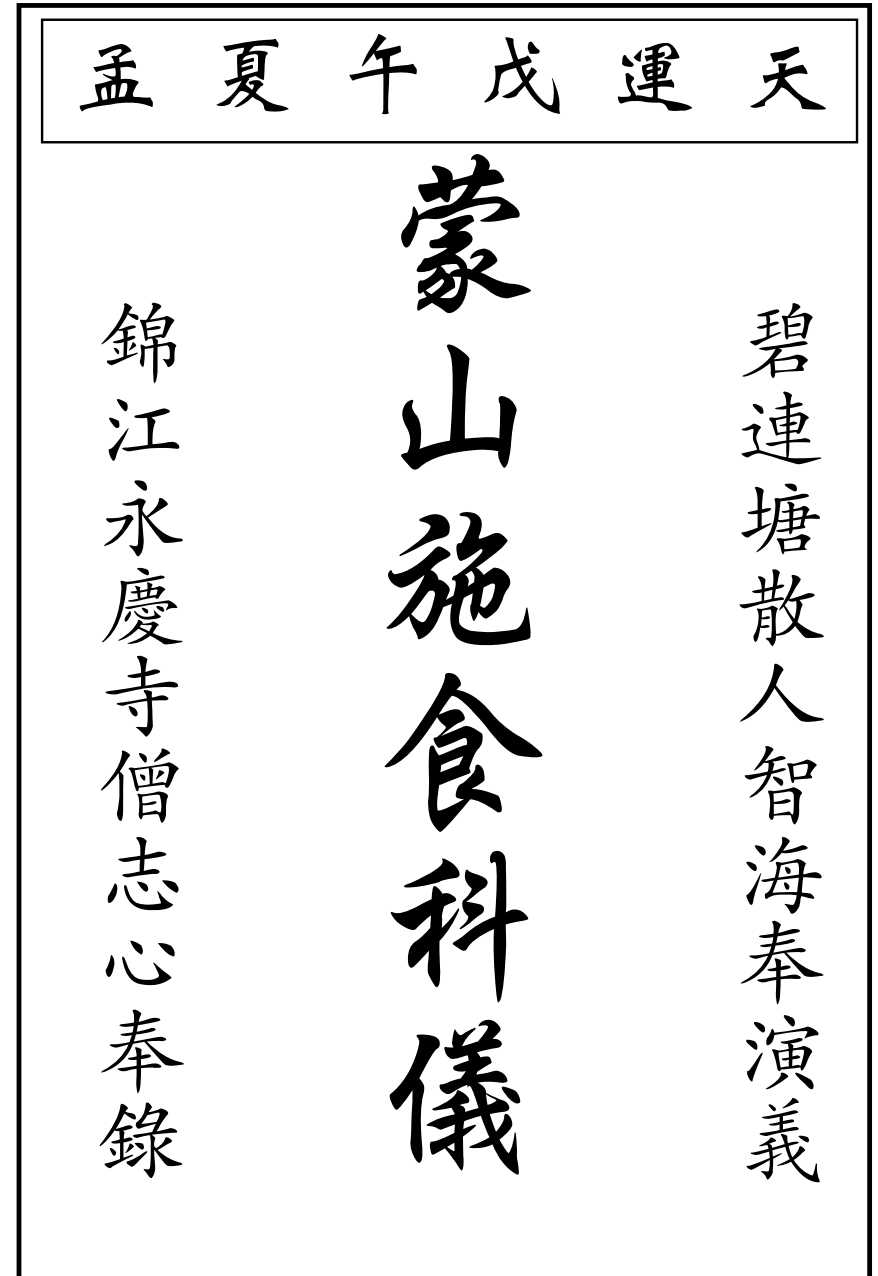 天運戊午夏孟
碧連塘散人智海奉演義
蒙山施食科儀
錦江永慶寺僧志心奉錄